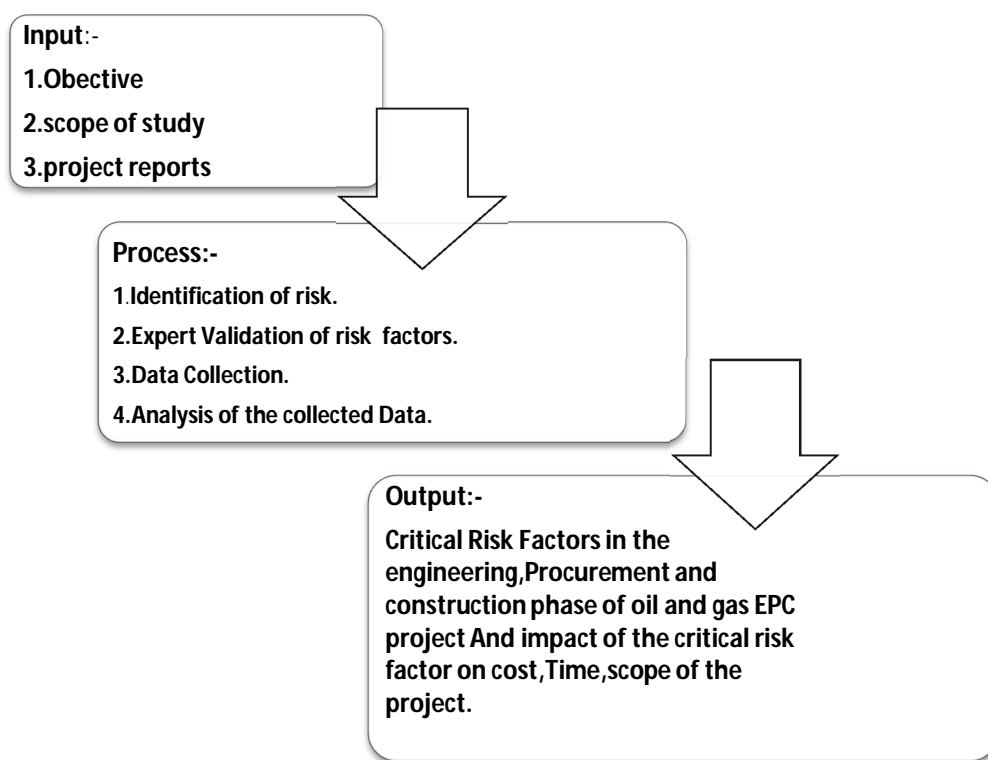 Input:-
1.Obective
2.scope of study
3.project reports
Process:-
1.Identification of risk.
2.Expert Validation of risk factors.
3.Data Collection.
4.Analysis of the collected Data.
Output:-
Critical Risk Factors in the
engineering,Procurement and
construction phase of oil and gas EPC
project And impact of the critical risk
factor on cost,Time,scope of the
project.